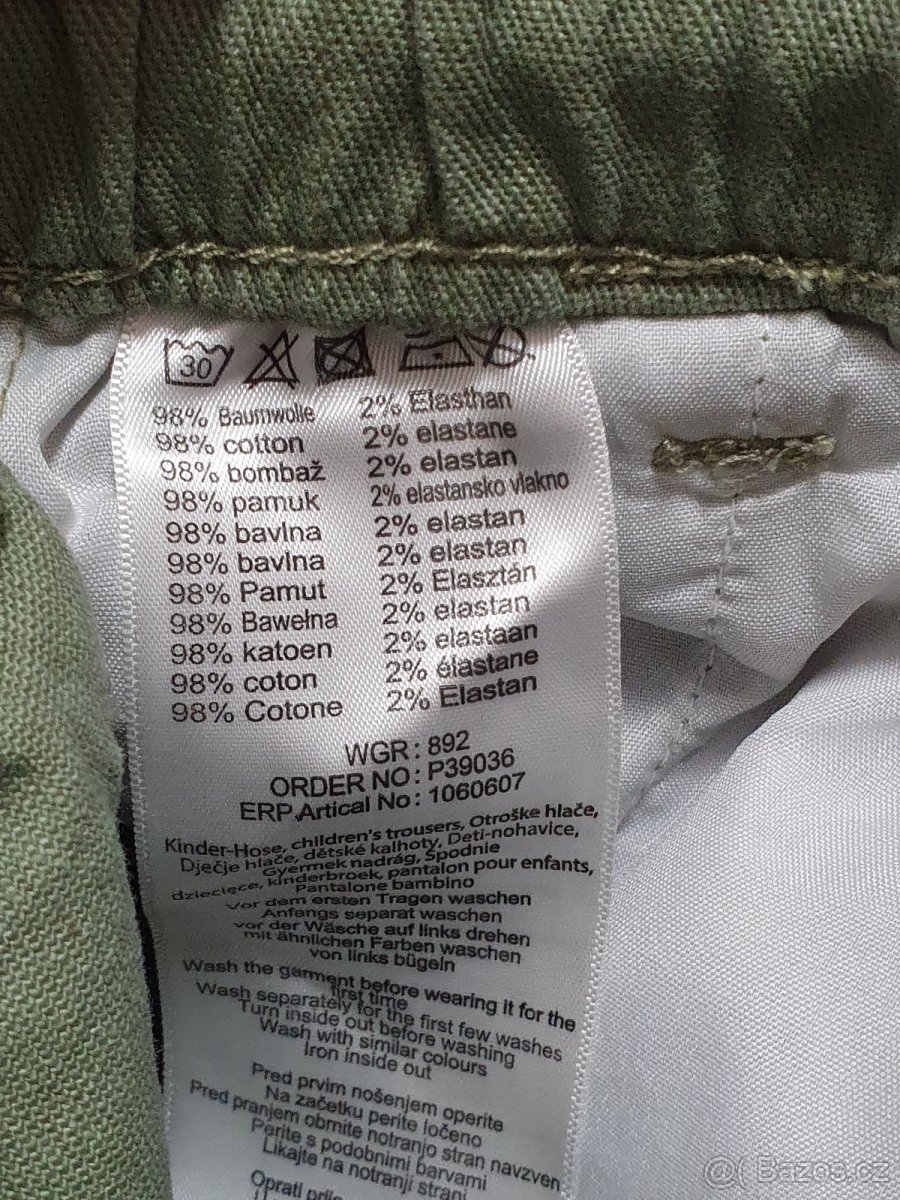 30
98% Baumwolle 2% Elasthan
98% cotton 2% elastane
98% bombaž 2% elastan
98% pamuk 2% elastansko vlakno
98% bavlna 2% elastan
98% bavlna 2% elastan
98% Pamut 2% Elasztán
98% Bawełna 2% elastan
98% katoen 2% elastaan
98% coton 2% élastane
98% Cotone 2% Elastan
WGR: 892
ORDER NO: P39036
ERP.Artical No: 1060607
Kinder-Hose, children's trousers, Otroške hlače,
Dječje hlače, dětské kalhoty, Deti-nohavice,
Gyermek nadrág, Spodnie
dziecięce, kinderbroek, pantalon pour enfants,
Pantalone bambino
Vor dem ersten Tragen waschen
Anfangs separat waschen
vor der Wäsche auf links drehen
mit ähnlichen Farben waschen
von links bügeln
Wash the garment before wearing it for the
first time
Wash separately for the first few washes
Turn inside out before washing
Wash with similar colours
Iron inside out
Pred prvim nošenjem operite
Na začetku perite ločeno
Pred pranjem obrnite notranjo stran navzven
Perite s podobnimi barvami
Likajte na notranji strani
Oprati prije
@( Bazos.cz